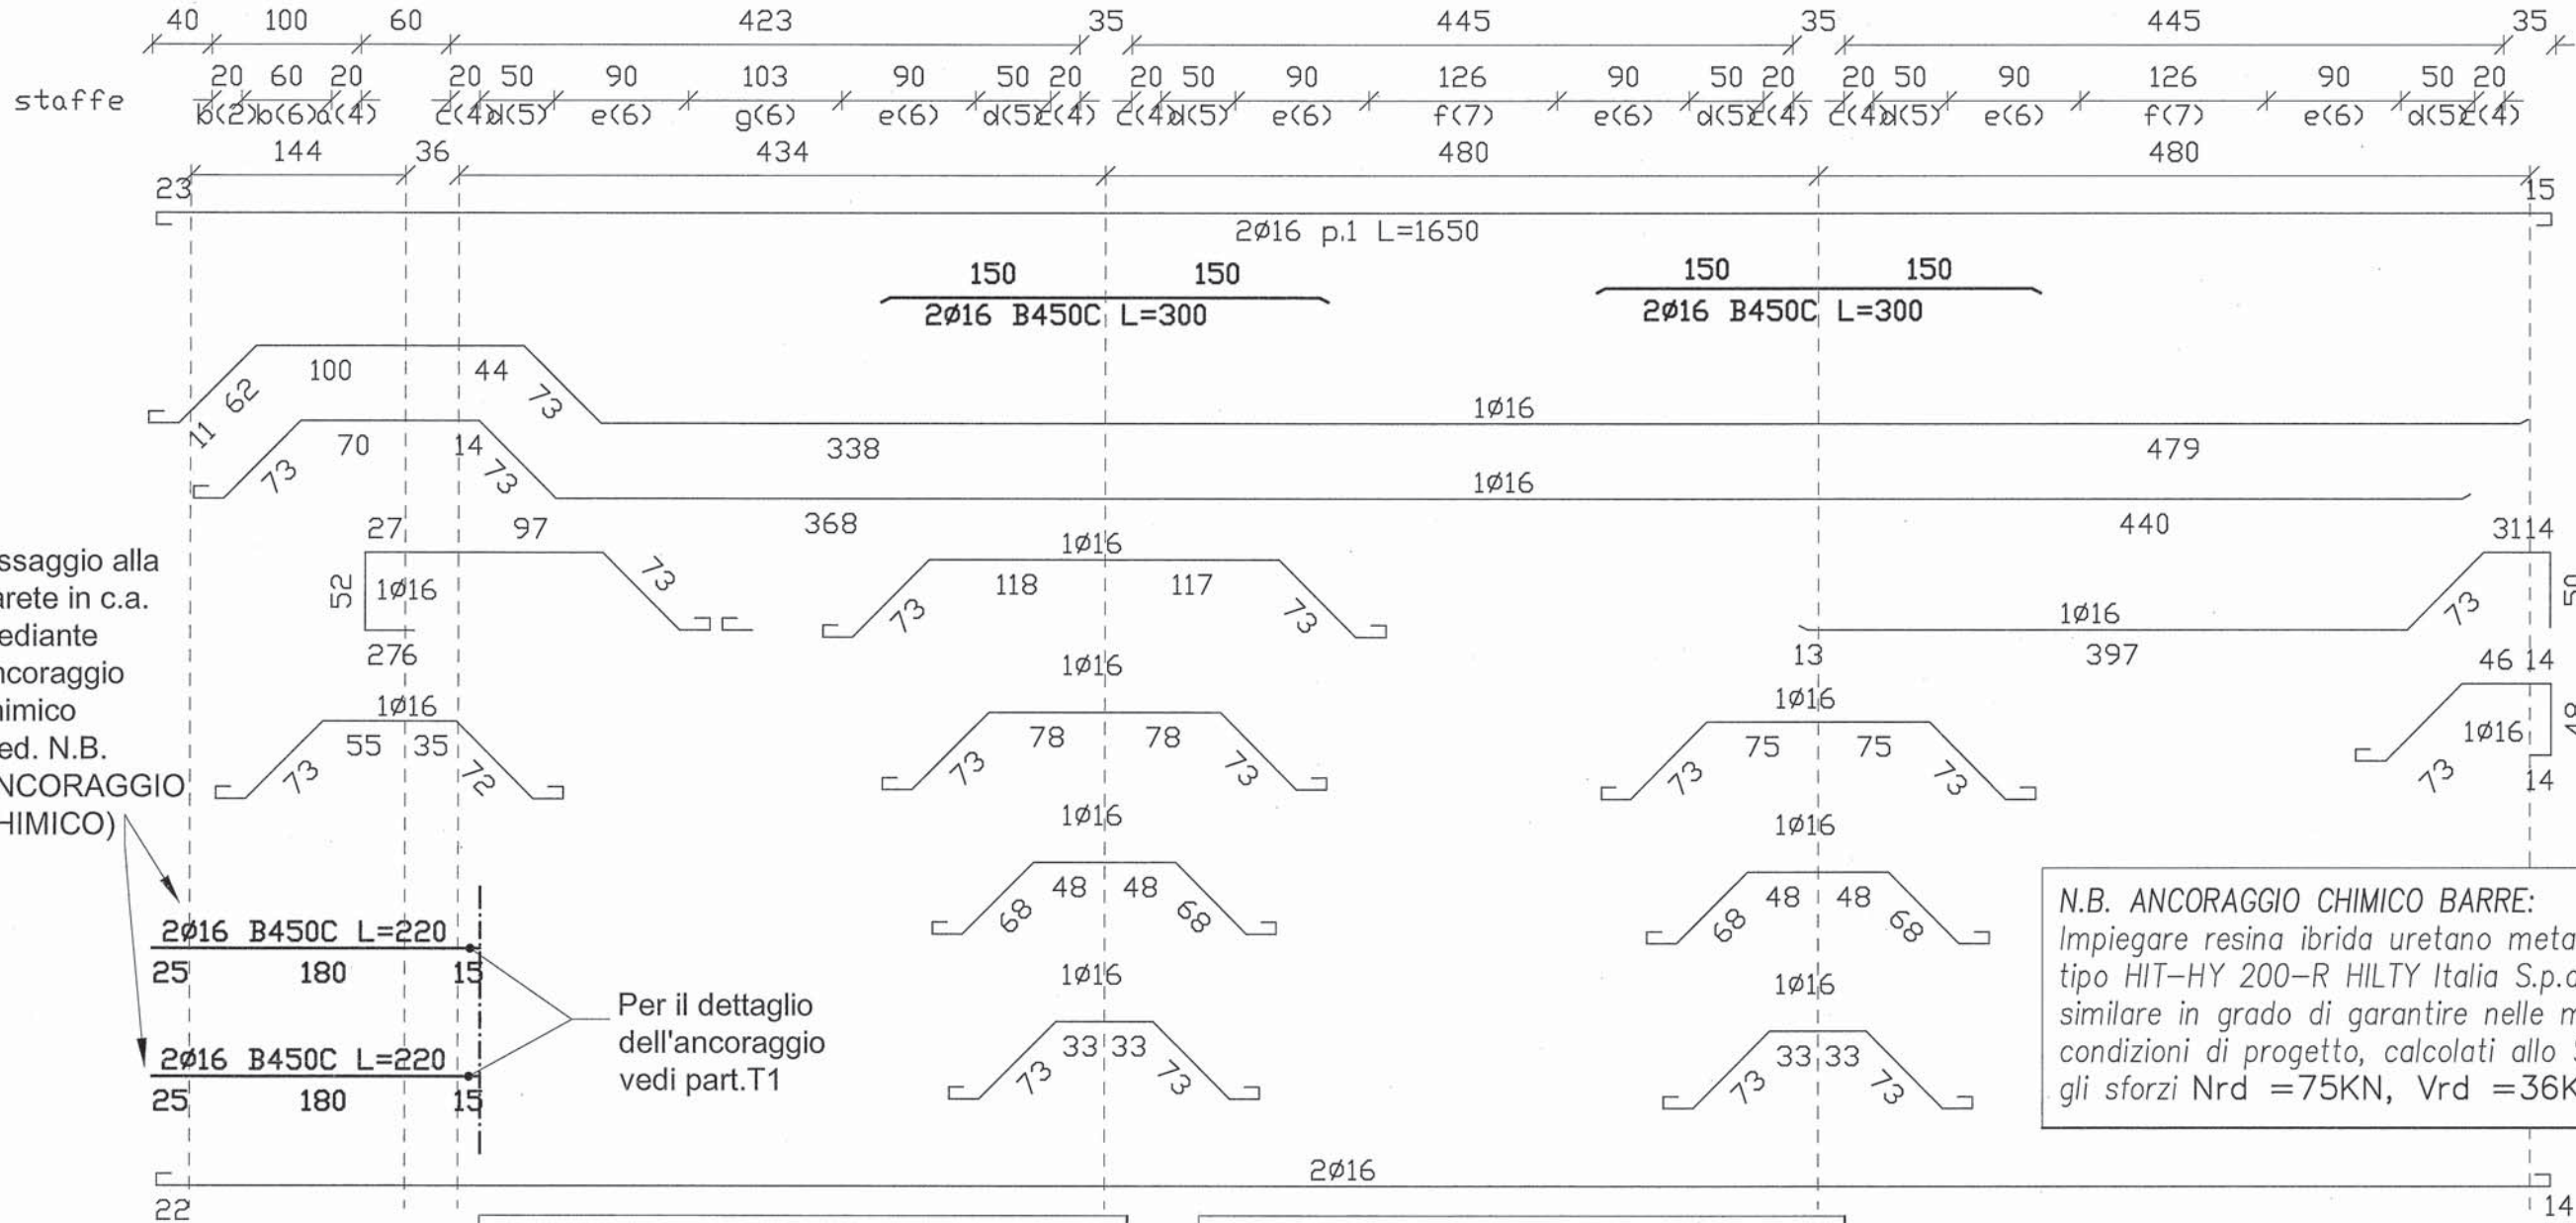 40 100 60 423 35 445 35 445 35
20 60 20 20 50 90 103 90 50 20 20 50 90 126 90 50 20 20 50 90 126 90 50 20
staffe b(2) b(6) a(4) c(4) d(5) e(6) g(6) e(6) d(5) c(4) c(4) d(5) e(6) f(7) e(6) d(5) c(4) c(4) d(5) e(6) f(7) e(6) d(5) c(4)
144 36 434 480 480
23 15
2ø16 p.1 L=1650
150 150 150 150
2ø16 B450C L=300 2ø16 B450C L=300
11 62 100 44 73 1ø16
338 479
73 70 14 73 1ø16
368 440
27 97 1ø16 3114
52 1ø16 73 73 118 117 73 1ø16 73 50
276 13 397
1ø16 1ø16 1ø16 46 14
73 55 35 72 73 78 78 73 73 75 75 73 73 1ø16 48
14
1ø16 1ø16
68 48 48 68 68 48 48 68
1ø16 1ø16
73 33 33 73 73 33 33 73
ssaggio alla
arete in c.a.
ediante
ncoraggio
himico
ed. N.B.
NCORAGGIO
HIMICO)
2ø16 B450C L=220
25 180 15
2ø16 B450C L=220
25 180 15
Per il dettaglio
dell'ancoraggio
vedi part.T1
N.B. ANCORAGGIO CHIMICO BARRE:
Impiegare resina ibrida uretano meta
tipo HIT-HY 200-R HILTY Italia S.p.
similare in grado di garantire nelle
condizioni di progetto, calcolati allo
gli sforzi Nrd =75KN, Vrd =36K
2ø16
22 14